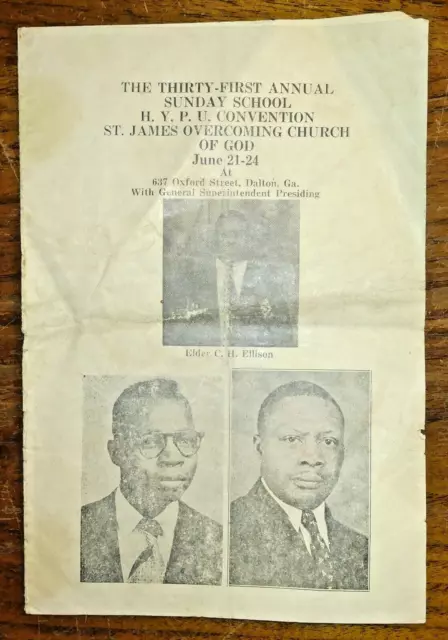 THE THIRTY-FIRST ANNUAL
SUNDAY SCHOOL
H. Y. P. U. CONVENTION
ST. JAMES OVERCOMING CHURCH
OF GOD
June 21-24
At
637 Oxford Street, Dalton, Ga.
With General Superintendent Presiding
Elder C. H. Ellison